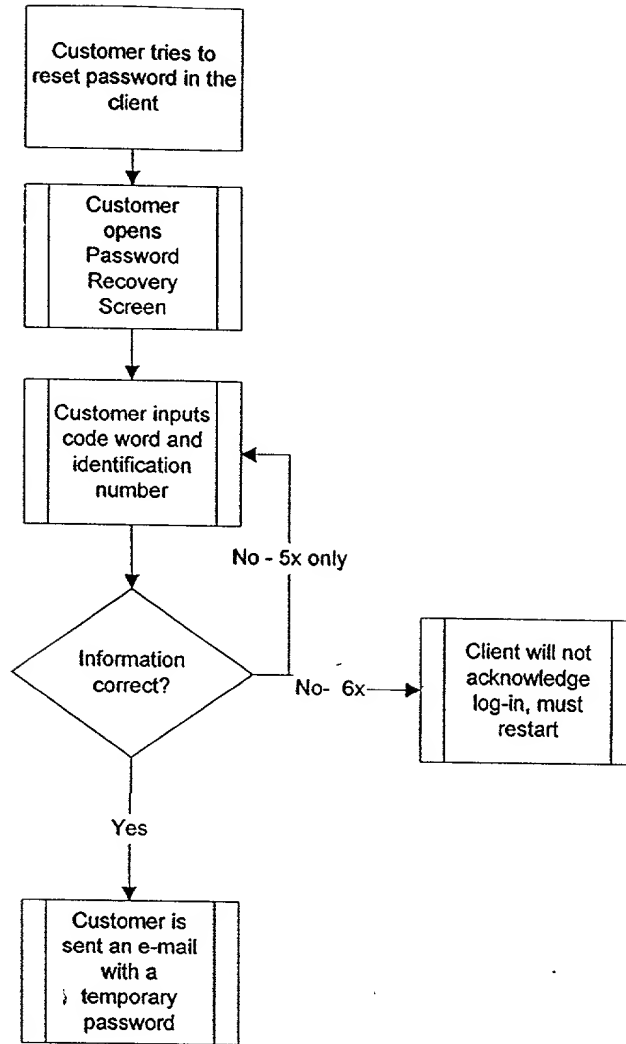 Customer tries to
reset password in the
client
Customer
opens
Password
Recovery
Screen
Customer inputs
code word and
identification
number
No - 5x only
Information
correct?
No- 6x
Client will not
acknowledge
log-in, must
restart
Yes
Customer is
sent an e-mail
with a
temporary
password